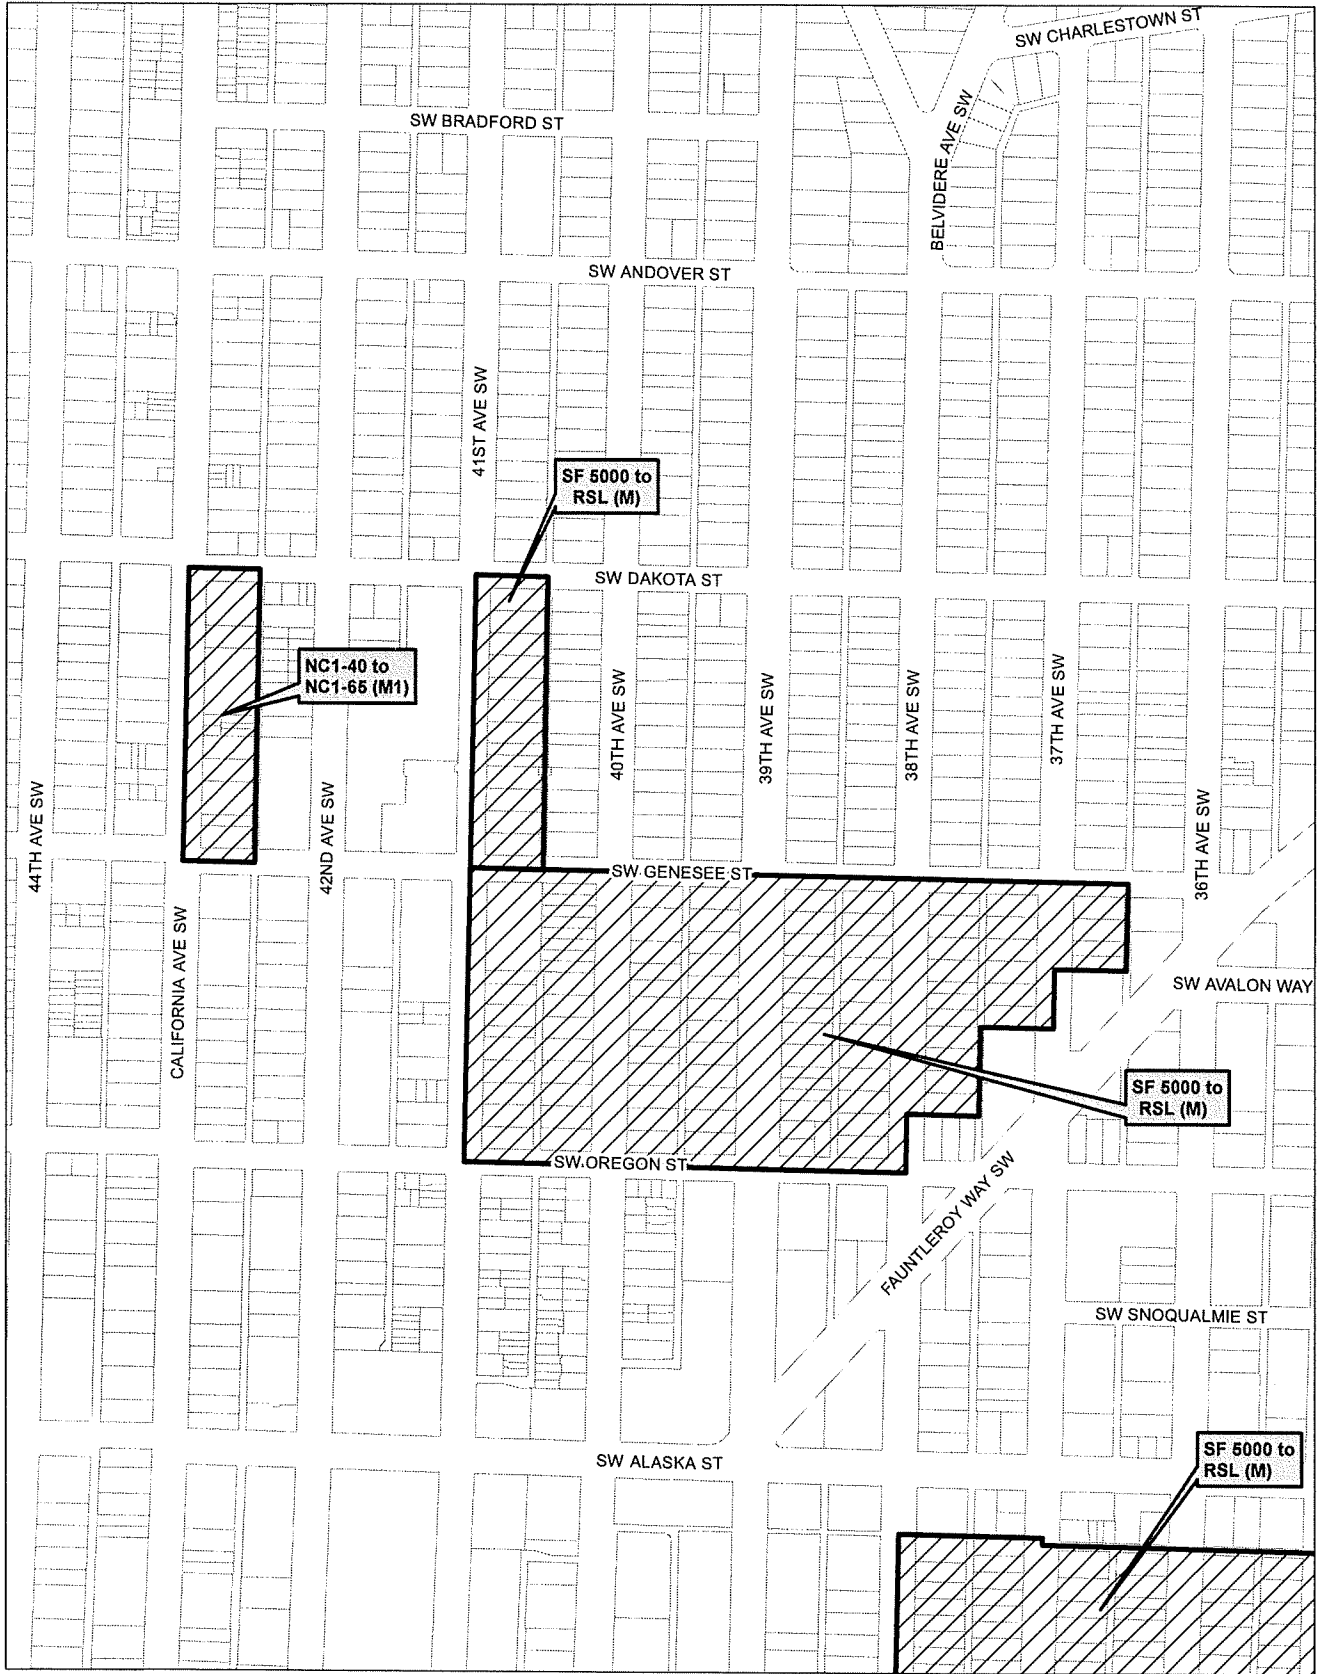 SW CHARLESTOWN ST
SW BRADFORD ST
BELVIDERE AVE SW
SW ANDOVER ST
41ST AVE SW
SF 5000 to
RSL (M)
SW DAKOTA ST
NC1-40 to
NC1-65 (M1)
40TH AVE SW
39TH AVE SW
38TH AVE SW
37TH AVE SW
36TH AVE SW
44TH AVE SW
42ND AVE SW
SW GENESEE ST
CALIFORNIA AVE SW
SW AVALON WAY
SF 5000 to
RSL (M)
SW OREGON ST
FAUNTLEROY WAY SW
SW SNOQUALMIE ST
SW ALASKA ST
SF 5000 to
RSL (M)